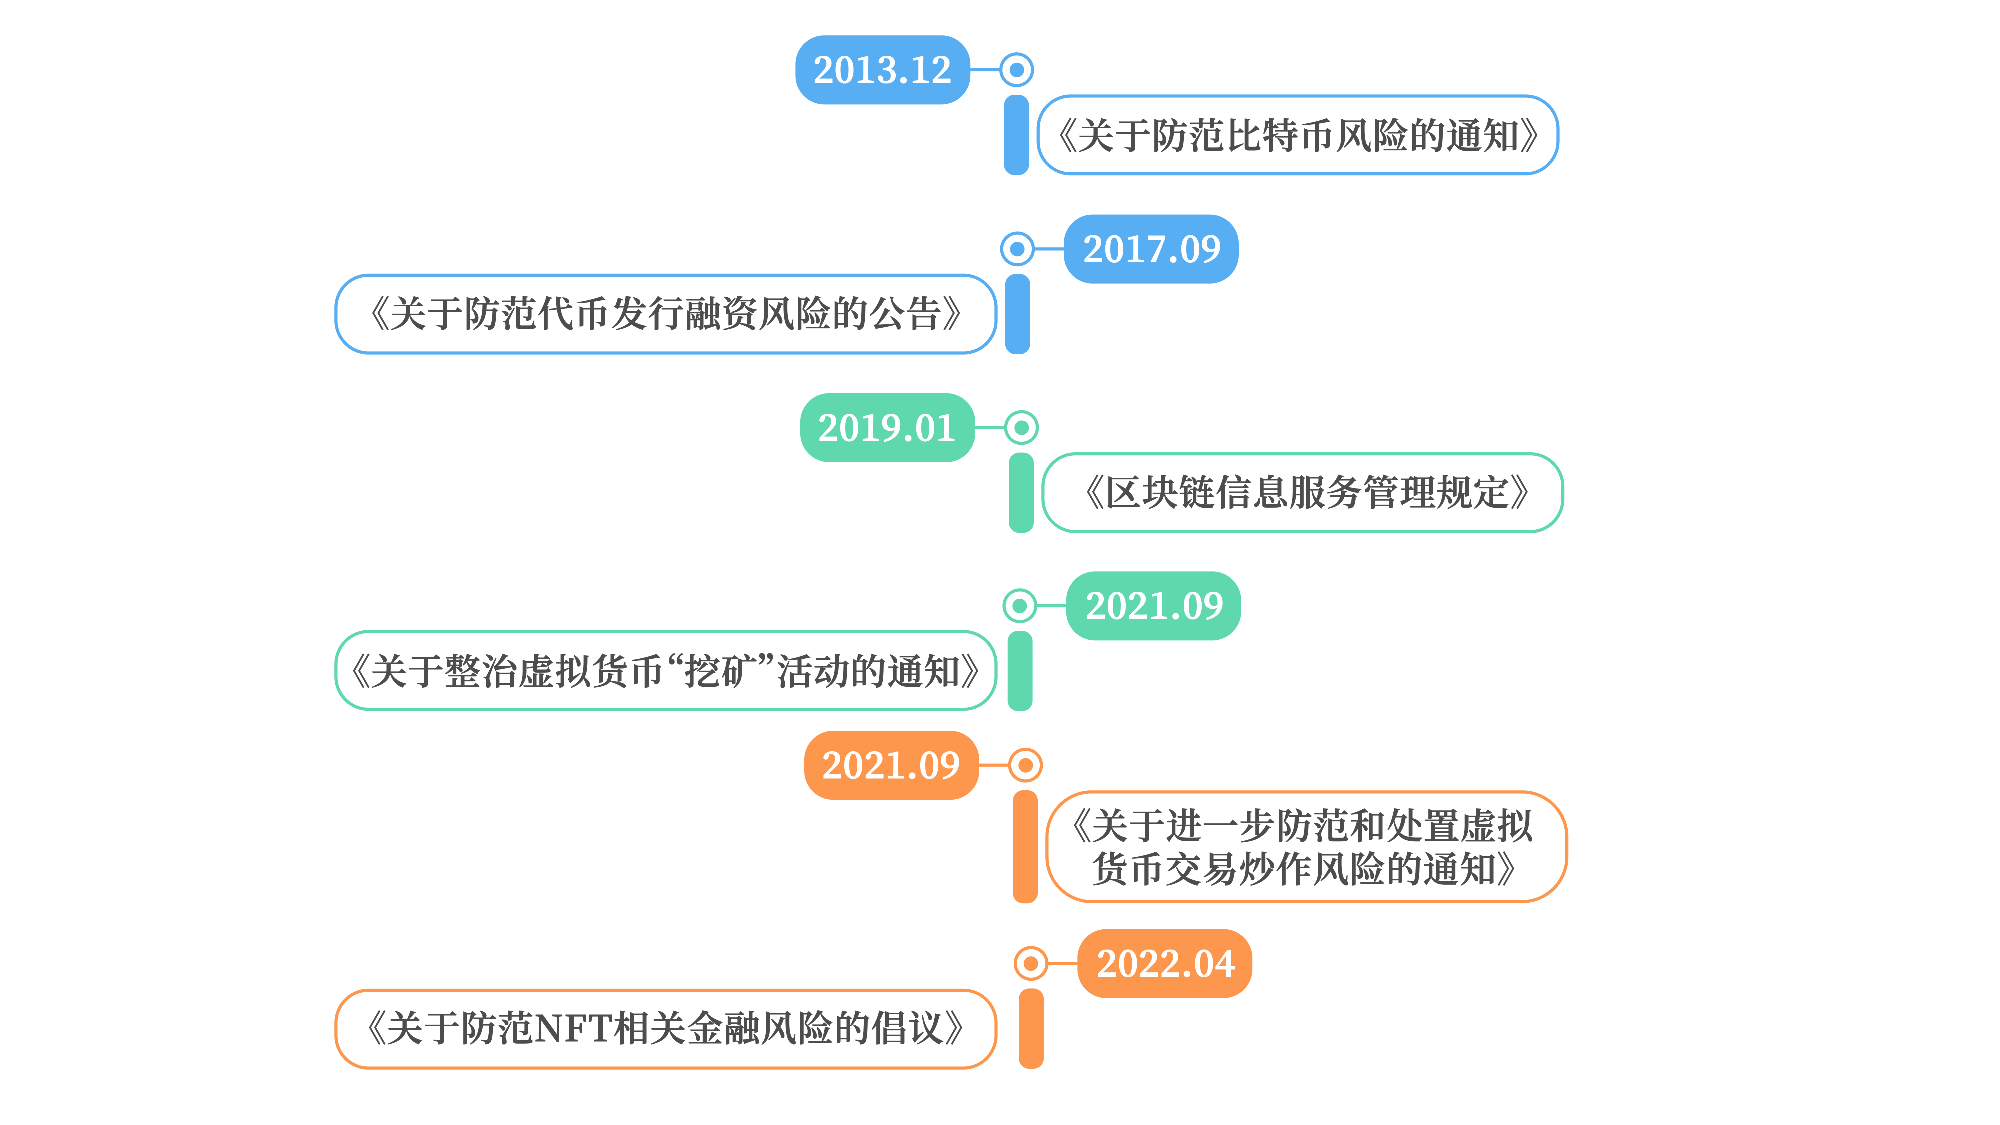 2013.12
《关于防范比特币风险的通知》
2017.09
《关于防范代币发行融资风险的公告》
2019.01
《区块链信息服务管理规定》
2021.09
《关于整治虚拟货币“挖矿”活动的通知》
2021.09
《关于进一步防范和处置虚拟
货币交易炒作风险的通知》
2022.04
《关于防范NFT相关金融风险的倡议》